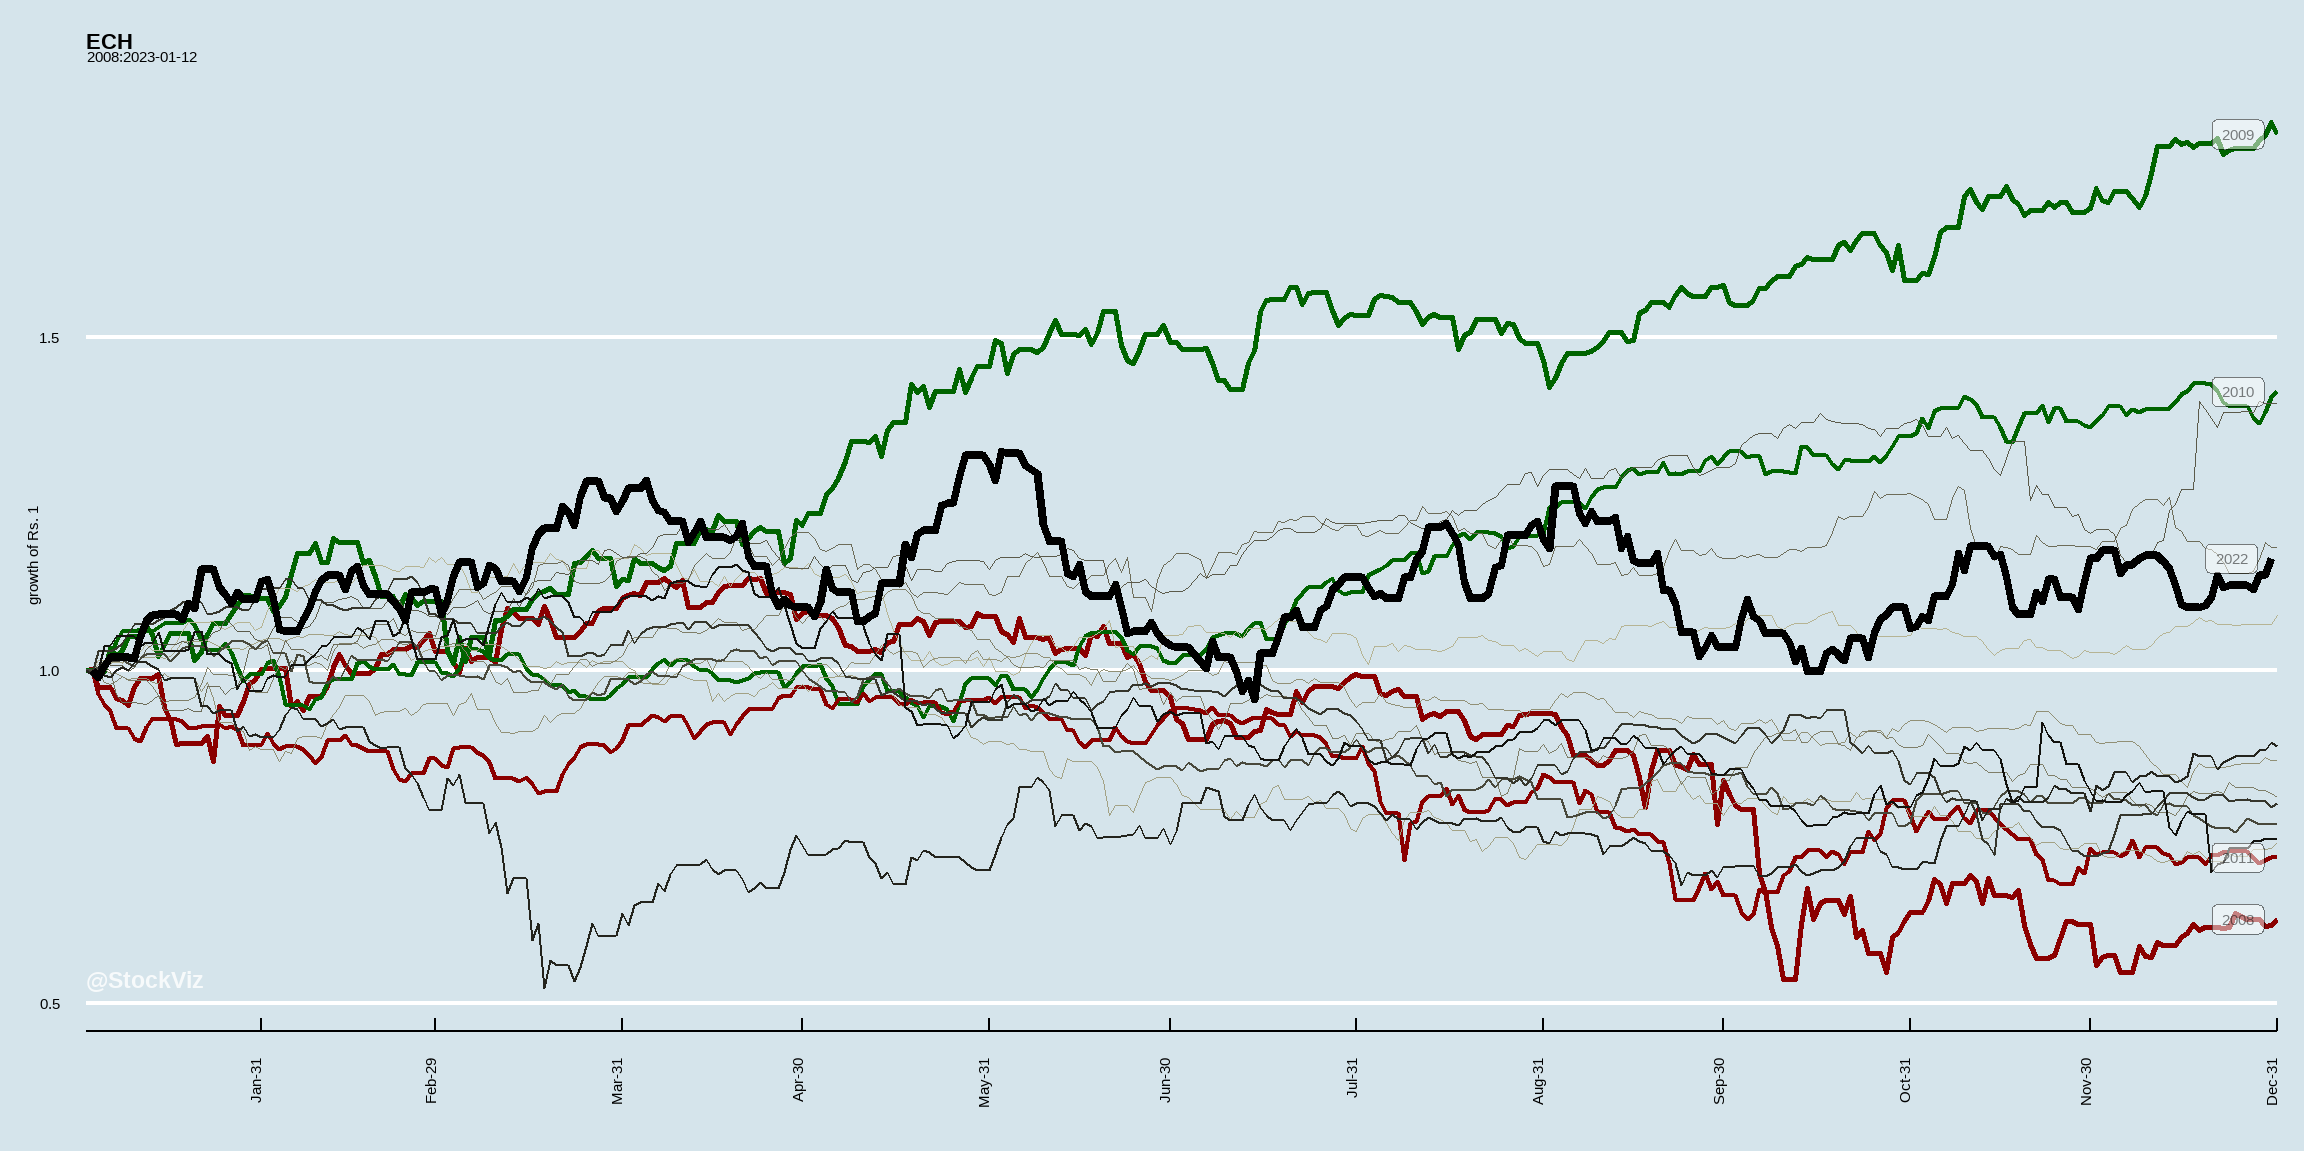 ECH
2008:2023-01-12
growth of Rs. 1
1.5
1.0
0.5
2009
2010
2022
2011
2008
@StockViz
Jan-31
Feb-29
Mar-31
Apr-30
May-31
Jun-30
Jul-31
Aug-31
Sep-30
Oct-31
Nov-30
Dec-31